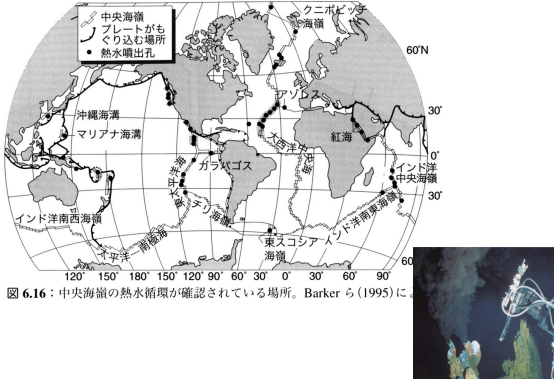 中央海嶺
プレートがも
ぐり込む場所
熱水噴出孔
クニポビッチ
海嶺
60°N
アゾレス
30°
沖縄海溝
マリアナ海溝
紅海
大西洋中央海
0°
ガラパゴス
東太平洋海
インド洋
中央海嶺
30°
チリ海嶺
インド洋南西海嶺
インド洋南東海嶺
太平洋－南極海
東スコシア
海嶺
60
120° 150° 180° 150° 120° 90° 60° 30° 0° 30° 60° 90°
図 6.16：中央海嶺の熱水循環が確認されている場所。Barker ら(1995)に